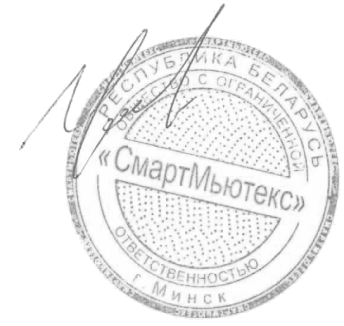 РЕСПУБЛИКА БЕЛАРУСЬ
ОБЩЕСТВО С ОГРАНИЧЕННОЙ
«СмартМьютекс»
ОТВЕТСТВЕННОСТЬЮ
г. МИНСК